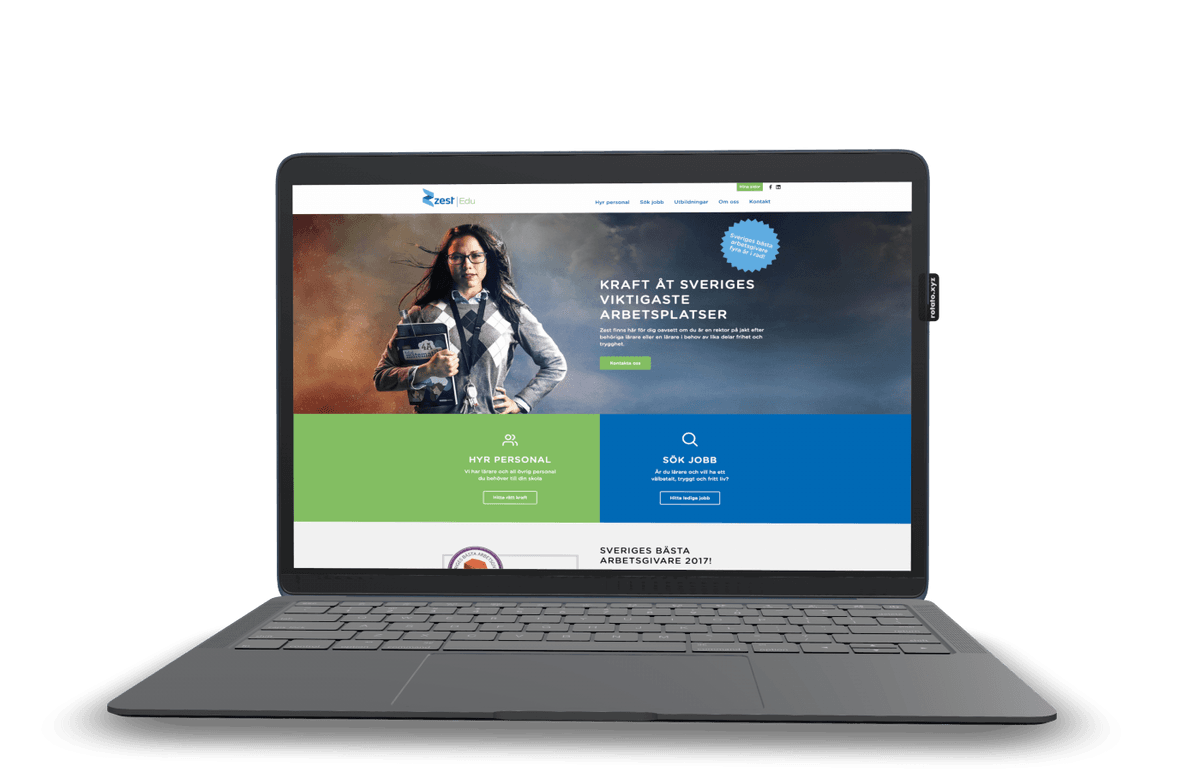 Mina sidor
zest|Edu
Hyr personal Sök jobb Utbildningar Om oss Kontakt
Sveriges bästa
arbetsgivare
fyra år i rad!
KRAFT ÅT SVERIGES
VIKTIGASTE
ARBETSPLATSER
Zest finns här för dig oavsett om du är en rektor på jakt efter
behöriga lärare eller en lärare i behov av lika delar frihet och
trygghet.
Kontakta oss
rotato.xyz
HYR PERSONAL
Vi har lärare och all övrig personal
du behöver till din skola
Hitta rätt kraft
SÖK JOBB
Är du lärare och vill ha ett
välbetalt, tryggt och fritt liv?
Hitta lediga jobb
SVERIGES BÄSTA
ARBETSGIVARE 2017!